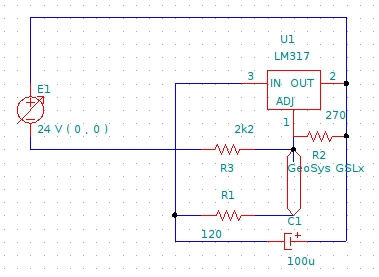 U1
LM317
E1
3
IN OUT
2
ADJ
24 V ( 0 , 0 )
1
270
2k2
R2
R3
GeoSys GSLx
R1
C1
120
+
100u